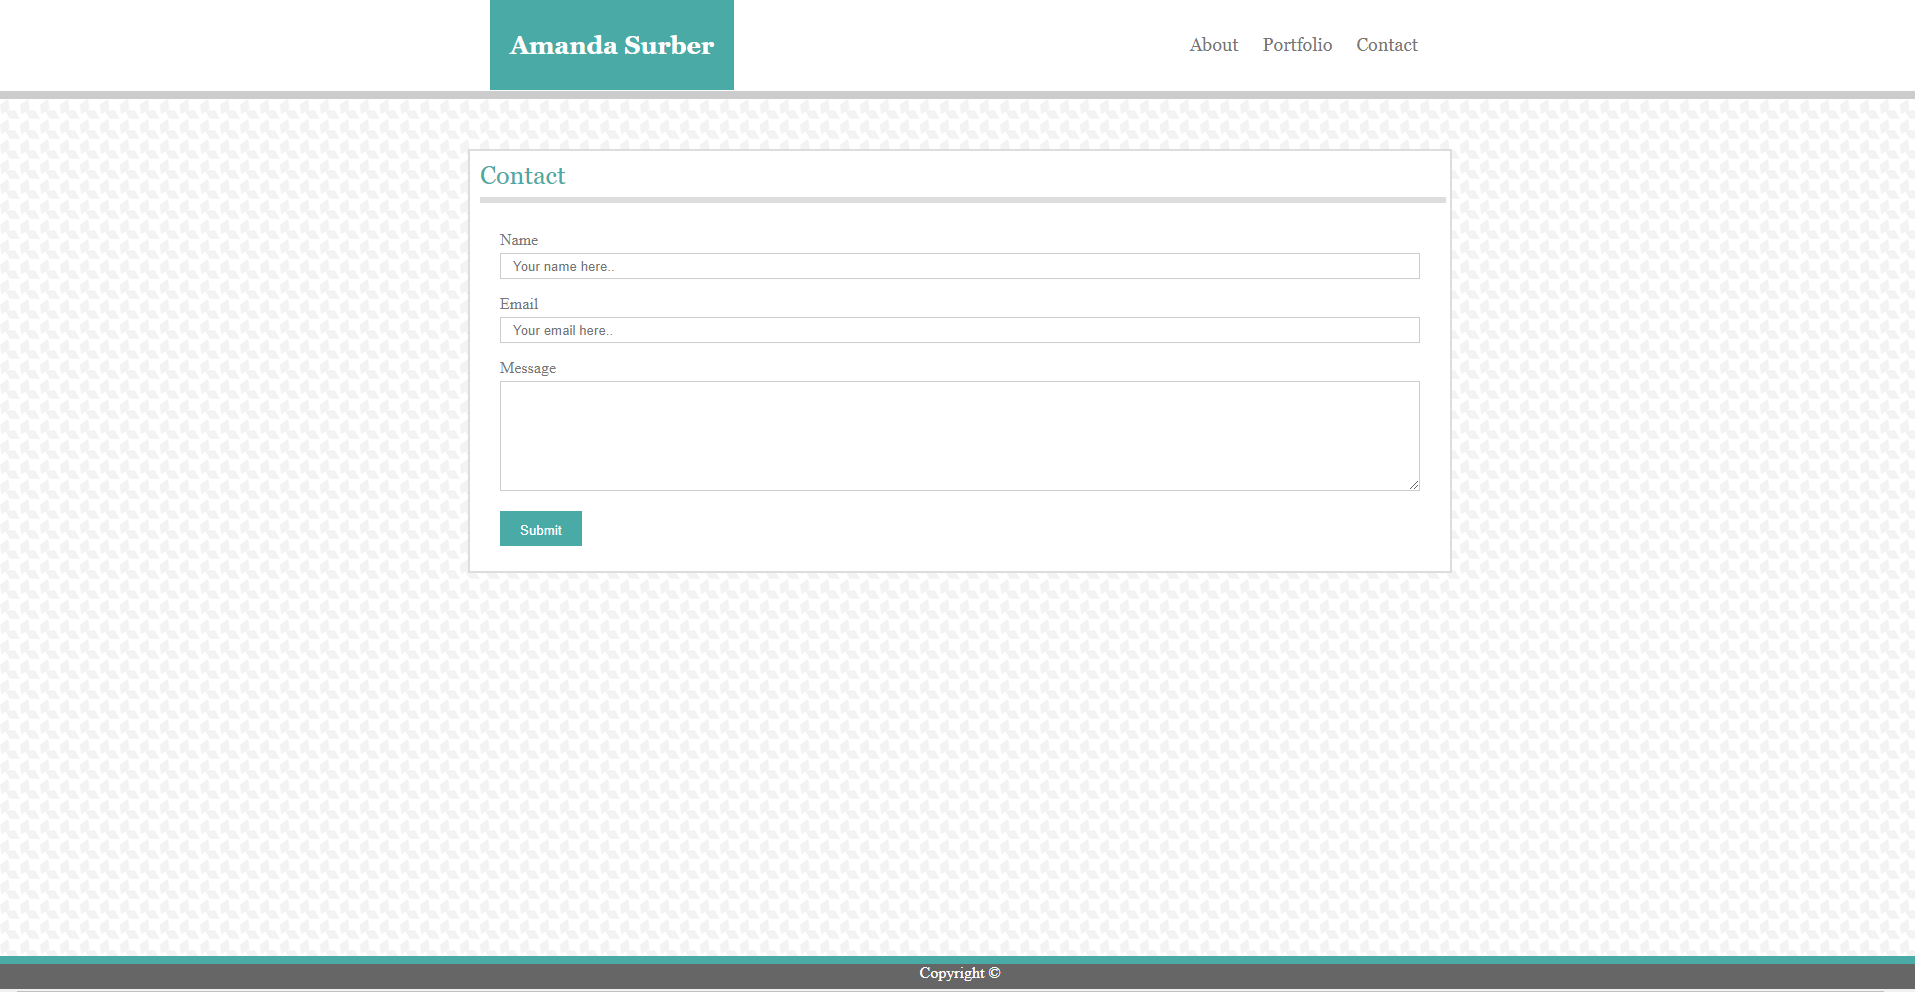 Amanda Surber
About Portfolio Contact
Contact
Name
Your name here..
Email
Your email here..
Message
Submit
Copyright ©